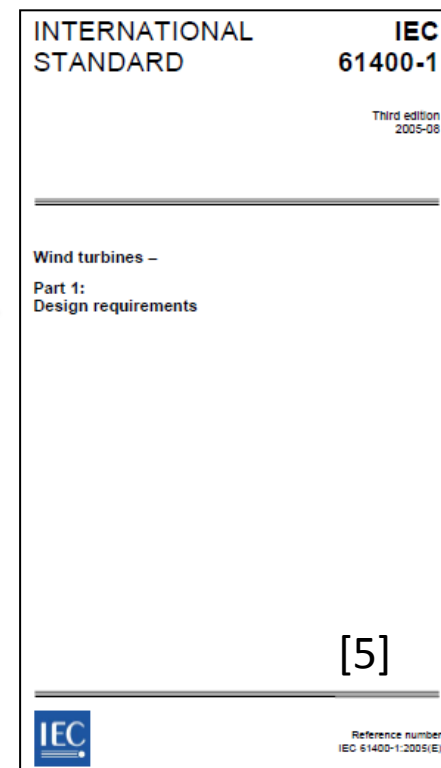 INTERNATIONAL
STANDARD
IEC
61400-1
Third edition
2005-08
Wind turbines –
Part 1:
Design requirements
[5]
IEC
Reference number
IEC 61400-1:2005(E)